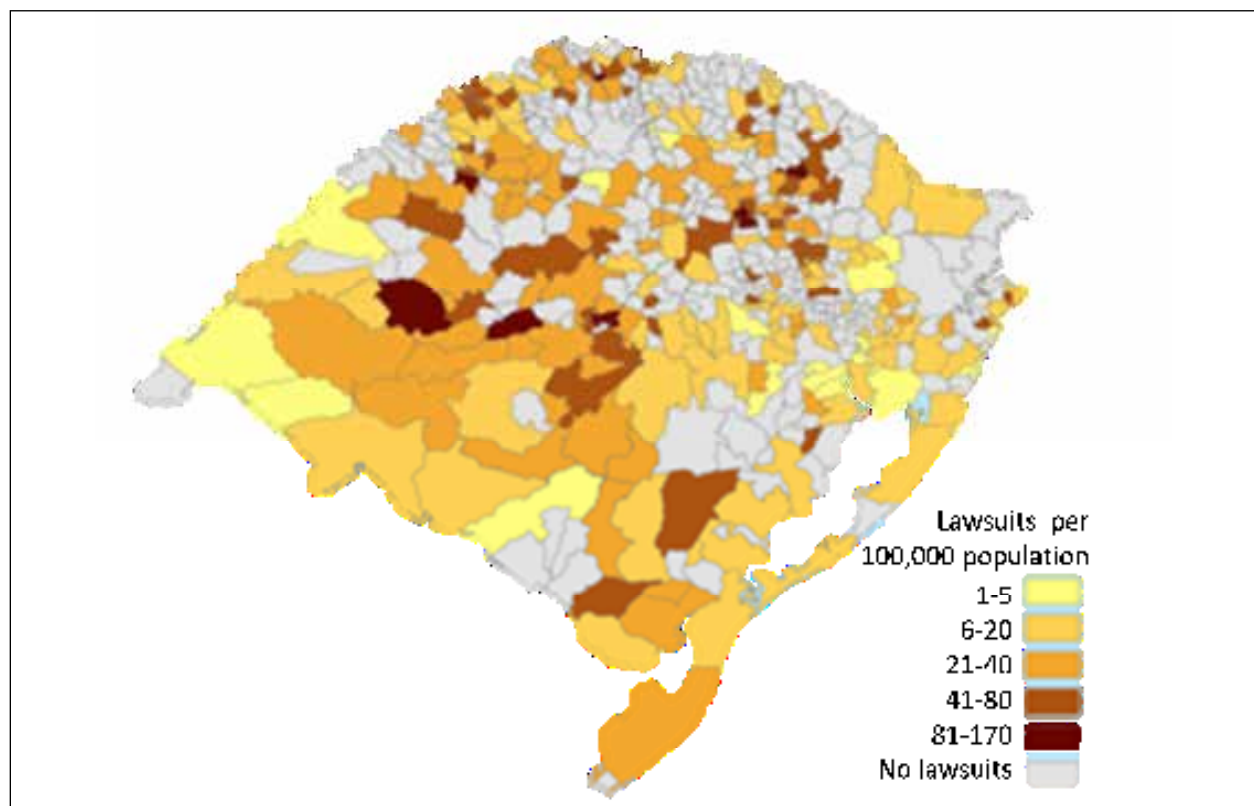 Lawsuits per
100,000 population
1-5
6-20
21-40
41-80
81-170
No lawsuits